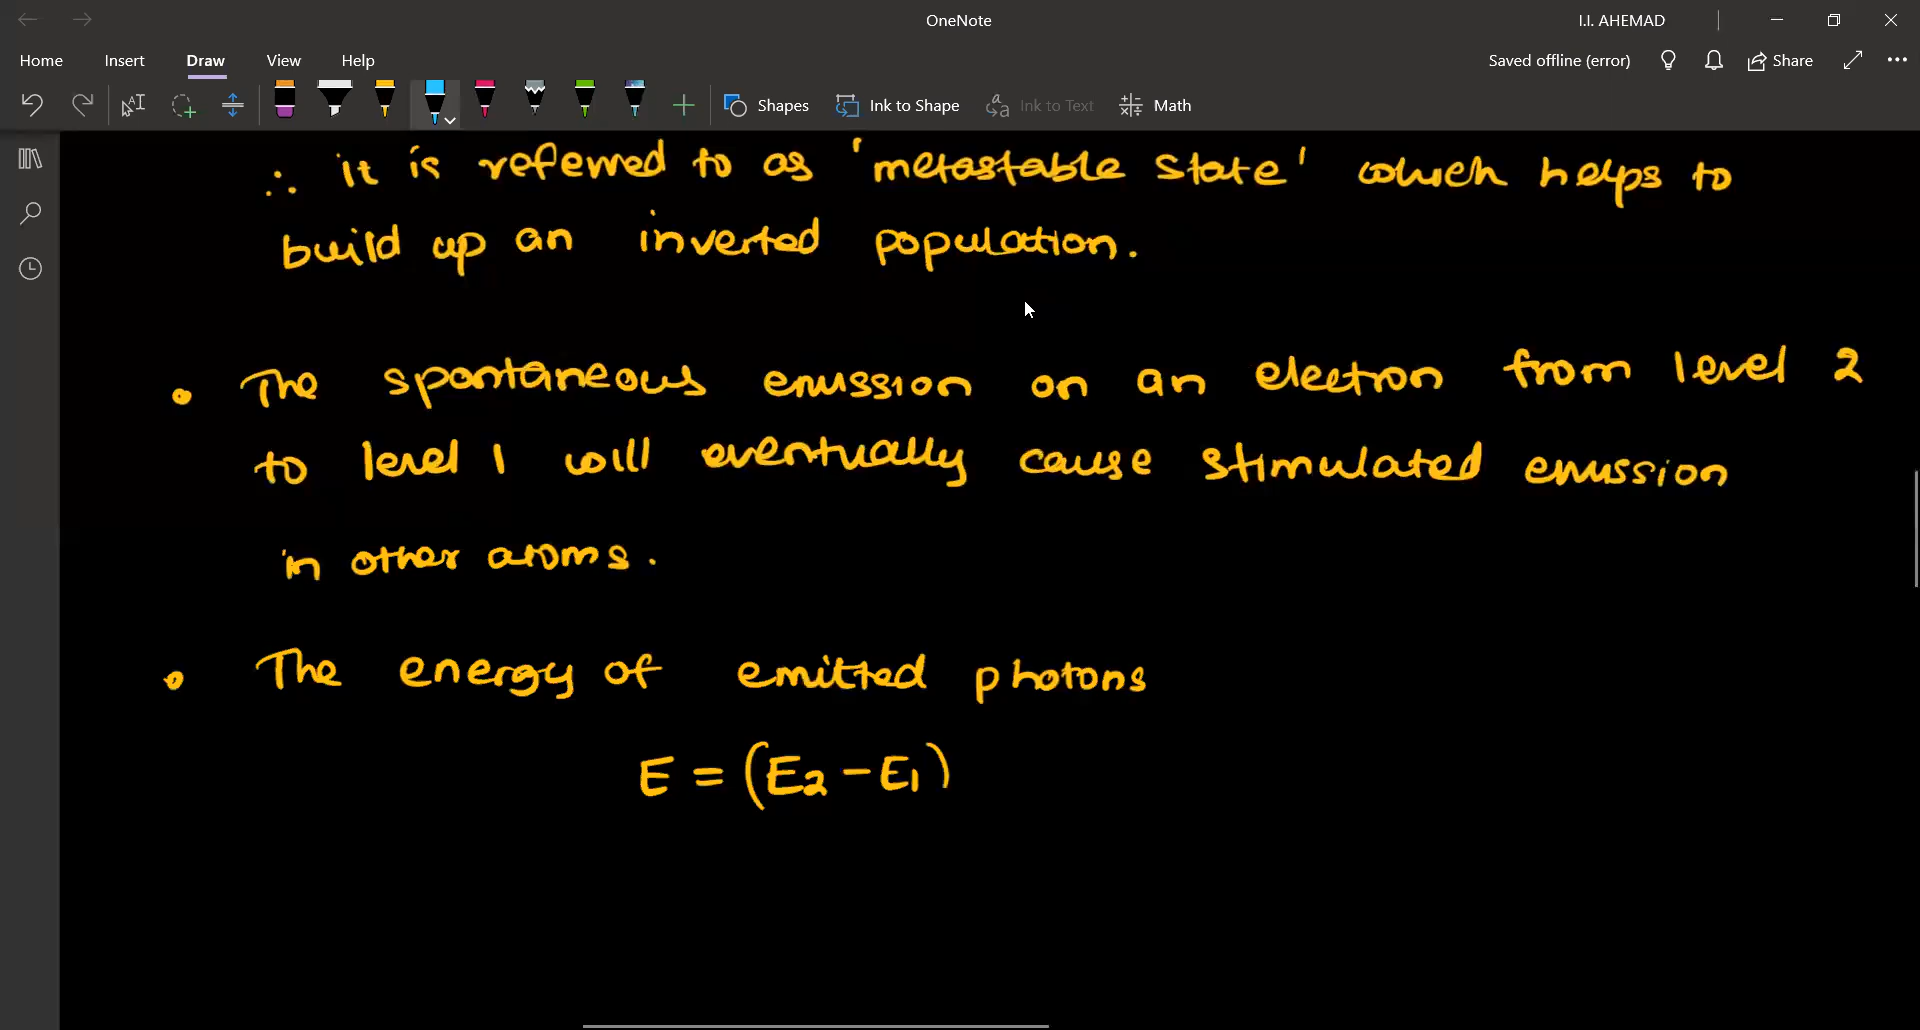 OneNote
I.I. AHEMAD
Home Insert Draw View Help
Saved offline (error) Share
Shapes Ink to Shape Ink to Text Math
∴ it is referred to as 'metastable state' which helps to
build up an inverted population.
• The spontaneous emission on an electron from level 2
to level 1 will eventually cause stimulated emission
in other atoms.
• The energy of emitted photons
E = (E₂ - E₁)